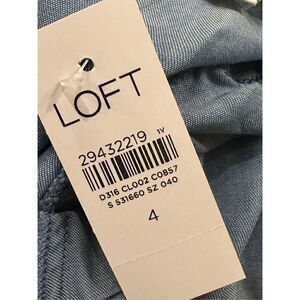 LOFT
29432219 1V
D316 CL002 C0857
S 531660 SZ 040
4